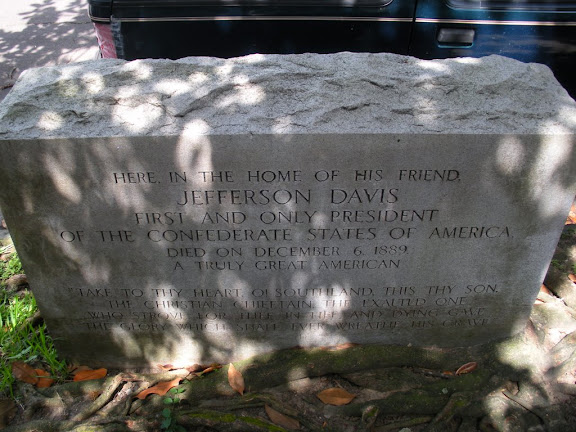 HERE, IN THE HOME OF HIS FRIEND,
JEFFERSON DAVIS
FIRST AND ONLY PRESIDENT
OF THE CONFEDERATE STATES OF AMERICA,
DIED ON DECEMBER 6, 1889.
A TRULY GREAT AMERICAN
"TAKE TO THY HEART, O! SOUTHLAND, THIS THY SON,
THE CHRISTIAN CHIEFTAIN, THE EXALTED ONE
WHO STROVE FOR THEE IN LIFE AND DYING GAVE
THE GLORY WHICH SHALL EVER WREATHE HIS GRAVE